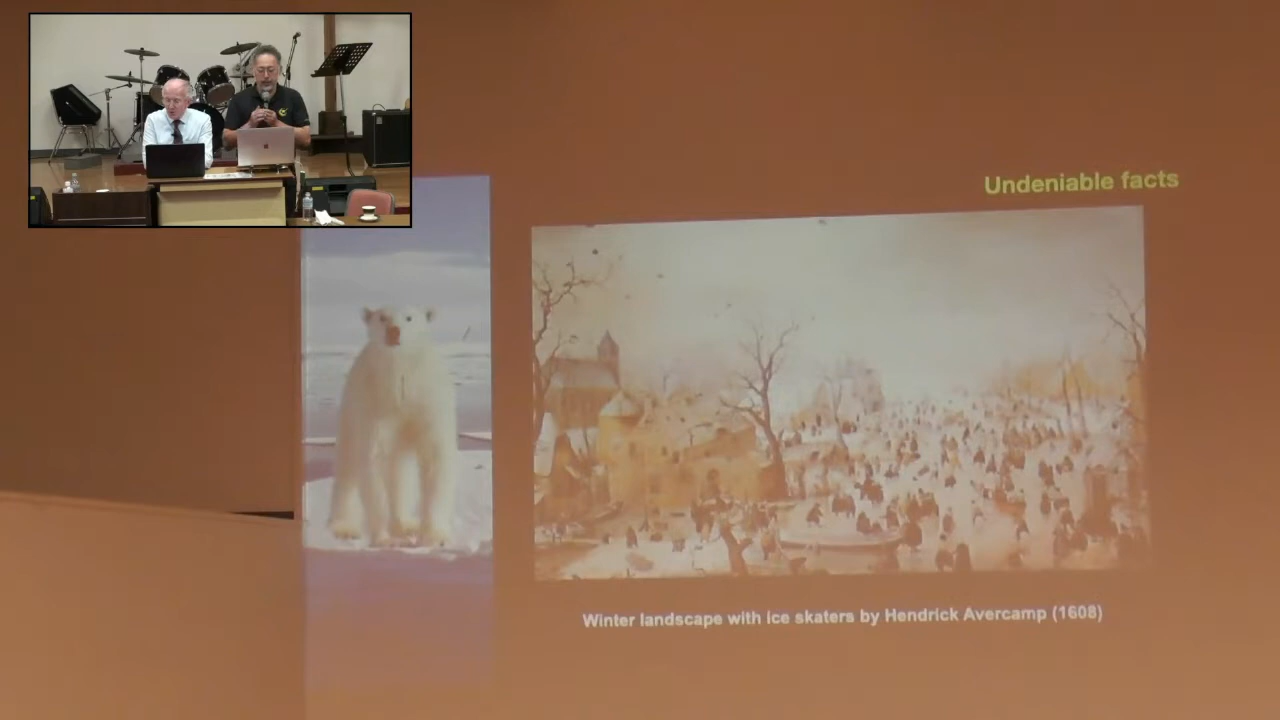 Undeniable facts
Winter landscape with ice skaters by Hendrick Avercamp (1608)